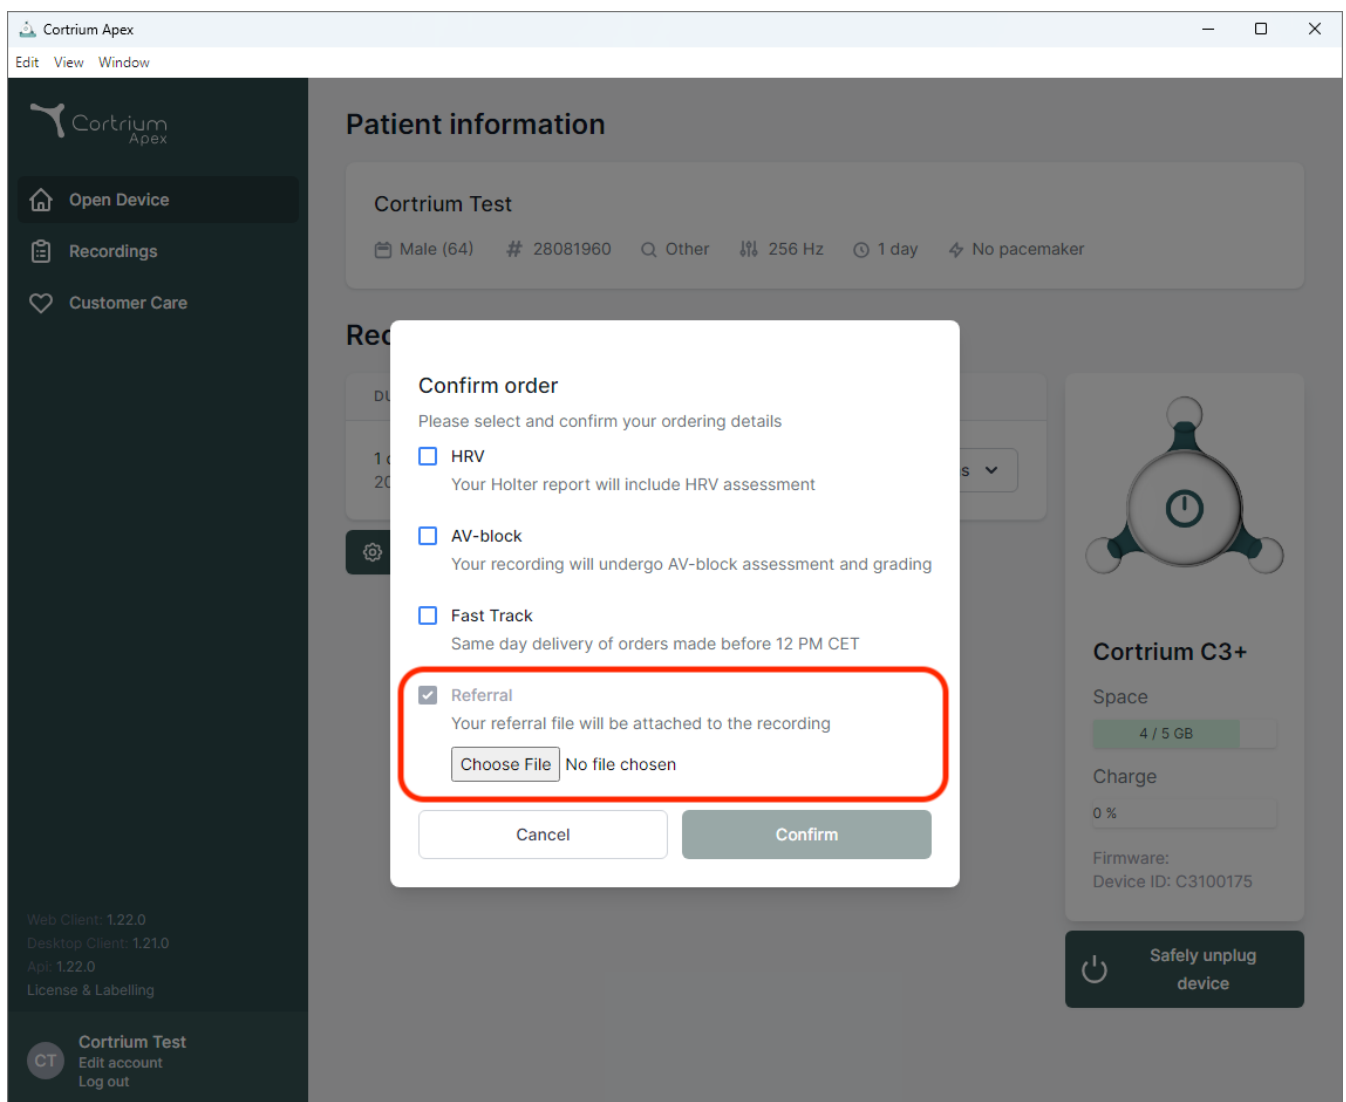 Cortrium Apex
Edit View Window
Cortrium
Apex
Open Device
Recordings
Customer Care
Patient information
Cortrium Test
Male (64) # 28081960 Other 256 Hz 1 day No pacemaker
Confirm order
Please select and confirm your ordering details
HRV
Your Holter report will include HRV assessment
AV-block
Your recording will undergo AV-block assessment and grading
Fast Track
Same day delivery of orders made before 12 PM CET
Referral
Your referral file will be attached to the recording
Choose File No file chosen
Cancel Confirm
Cortrium C3+
Space
4 / 5 GB
Charge
0 %
Firmware:
Device ID: C3100175
Safely unplug
device
Web Client: 1.22.0
Desktop Client: 1.21.0
Api: 1.22.0
License & Labelling
CT
Cortrium Test
Edit account
Log out